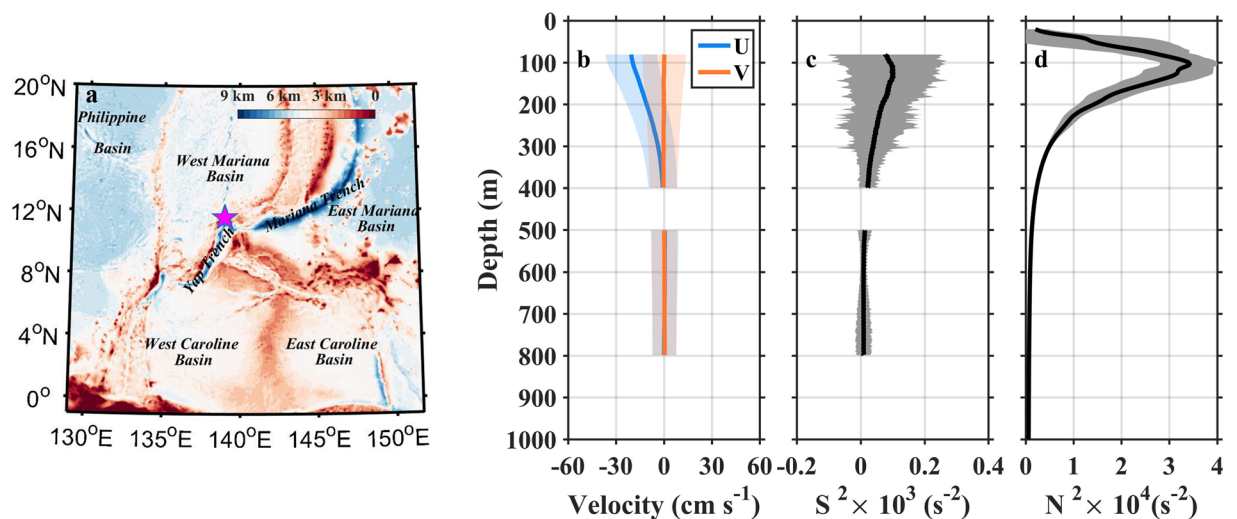 a
9 km 6 km 3 km 0
20°N
16°N
12°N
8°N
4°N
0°
130°E 135°E 140°E 145°E 150°E
Philippine
Basin
West Mariana
Basin
Mariana Trench
East Mariana
Basin
Yap Trench
West Caroline
Basin
East Caroline
Basin
Depth (m)
0
100
200
300
400
500
600
700
800
900
1000
b
U
V
-60 -30 0 30 60
Velocity (cm s⁻¹)
c
-0.2 0 0.2 0.4
S² × 10³ (s⁻²)
d
0 1 2 3 4
N² × 10⁴(s⁻²)